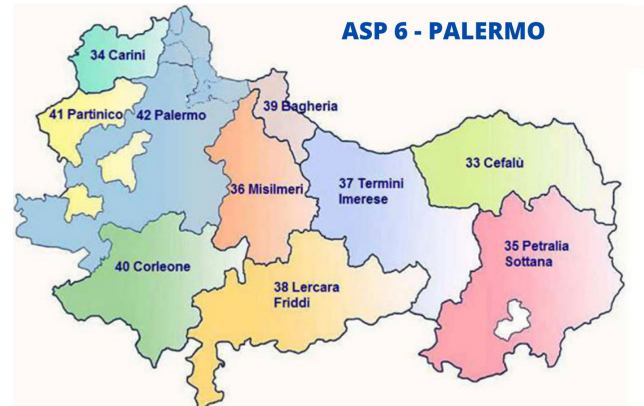 ASP 6 - PALERMO
34 Carini
41 Partinico
42 Palermo
39 Bagheria
33 Cefalù
36 Misilmeri
37 Termini
Imerese
35 Petralia
Sottana
40 Corleone
38 Lercara
Friddi